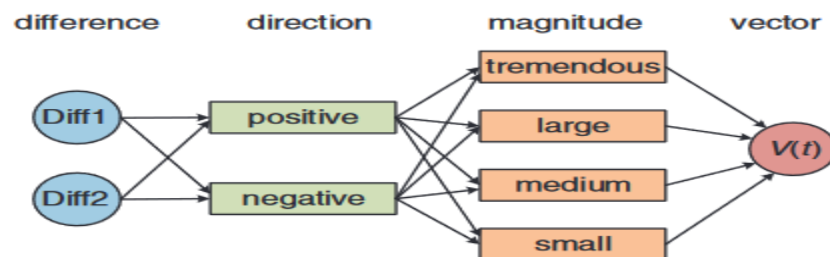 difference direction magnitude vector
tremendous
Diff1 positive large
V(t)
Diff2 negative medium
small